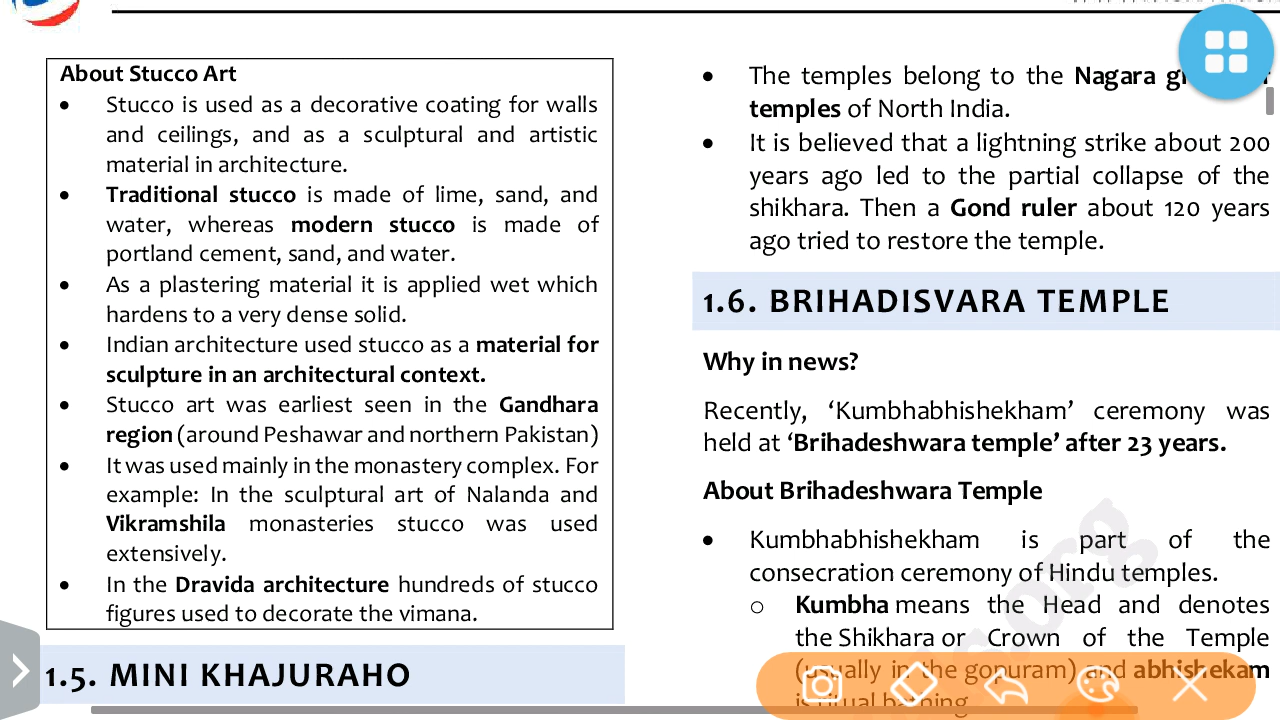 About Stucco Art
• Stucco is used as a decorative coating for walls
and ceilings, and as a sculptural and artistic
material in architecture.
• Traditional stucco is made of lime, sand, and
water, whereas modern stucco is made of
portland cement, sand, and water.
• As a plastering material it is applied wet which
hardens to a very dense solid.
• Indian architecture used stucco as a material for
sculpture in an architectural context.
• Stucco art was earliest seen in the Gandhara
region (around Peshawar and northern Pakistan)
• It was used mainly in the monastery complex. For
example: In the sculptural art of Nalanda and
Vikramshila monasteries stucco was used
extensively.
• In the Dravida architecture hundreds of stucco
figures used to decorate the vimana.
1.5. MINI KHAJURAHO
• The temples belong to the Nagara
temples of North India.
• It is believed that a lightning strike about 200
years ago led to the partial collapse of the
shikhara. Then a Gond ruler about 120 years
ago tried to restore the temple.
1.6. BRIHADISVARA TEMPLE
Why in news?
Recently, ‘Kumbhabhishekham’ ceremony was
held at ‘Brihadeshwara temple’ after 23 years.
About Brihadeshwara Temple
• Kumbhabhishekham is part of the
consecration ceremony of Hindu temples.
o Kumbha means the Head and denotes
the Shikhara or Crown of the Temple
(usually in the gopuram) and abhishekam
is ritual bathing